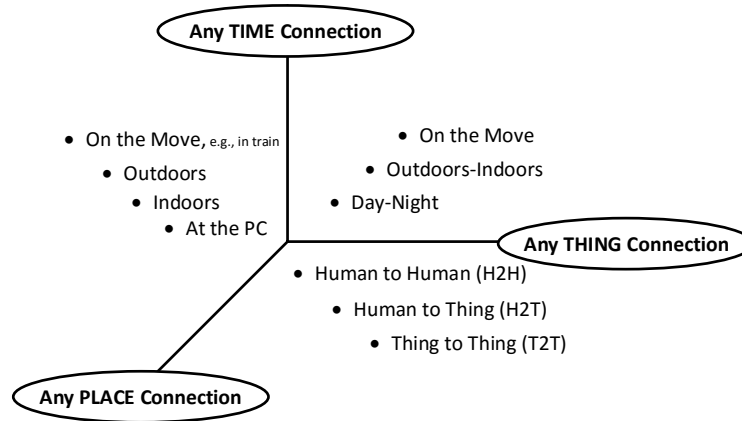 Any TIME Connection
• On the Move, e.g., in train
• Outdoors
• Indoors
• At the PC
• On the Move
• Outdoors-Indoors
• Day-Night
Any THING Connection
• Human to Human (H2H)
• Human to Thing (H2T)
• Thing to Thing (T2T)
Any PLACE Connection